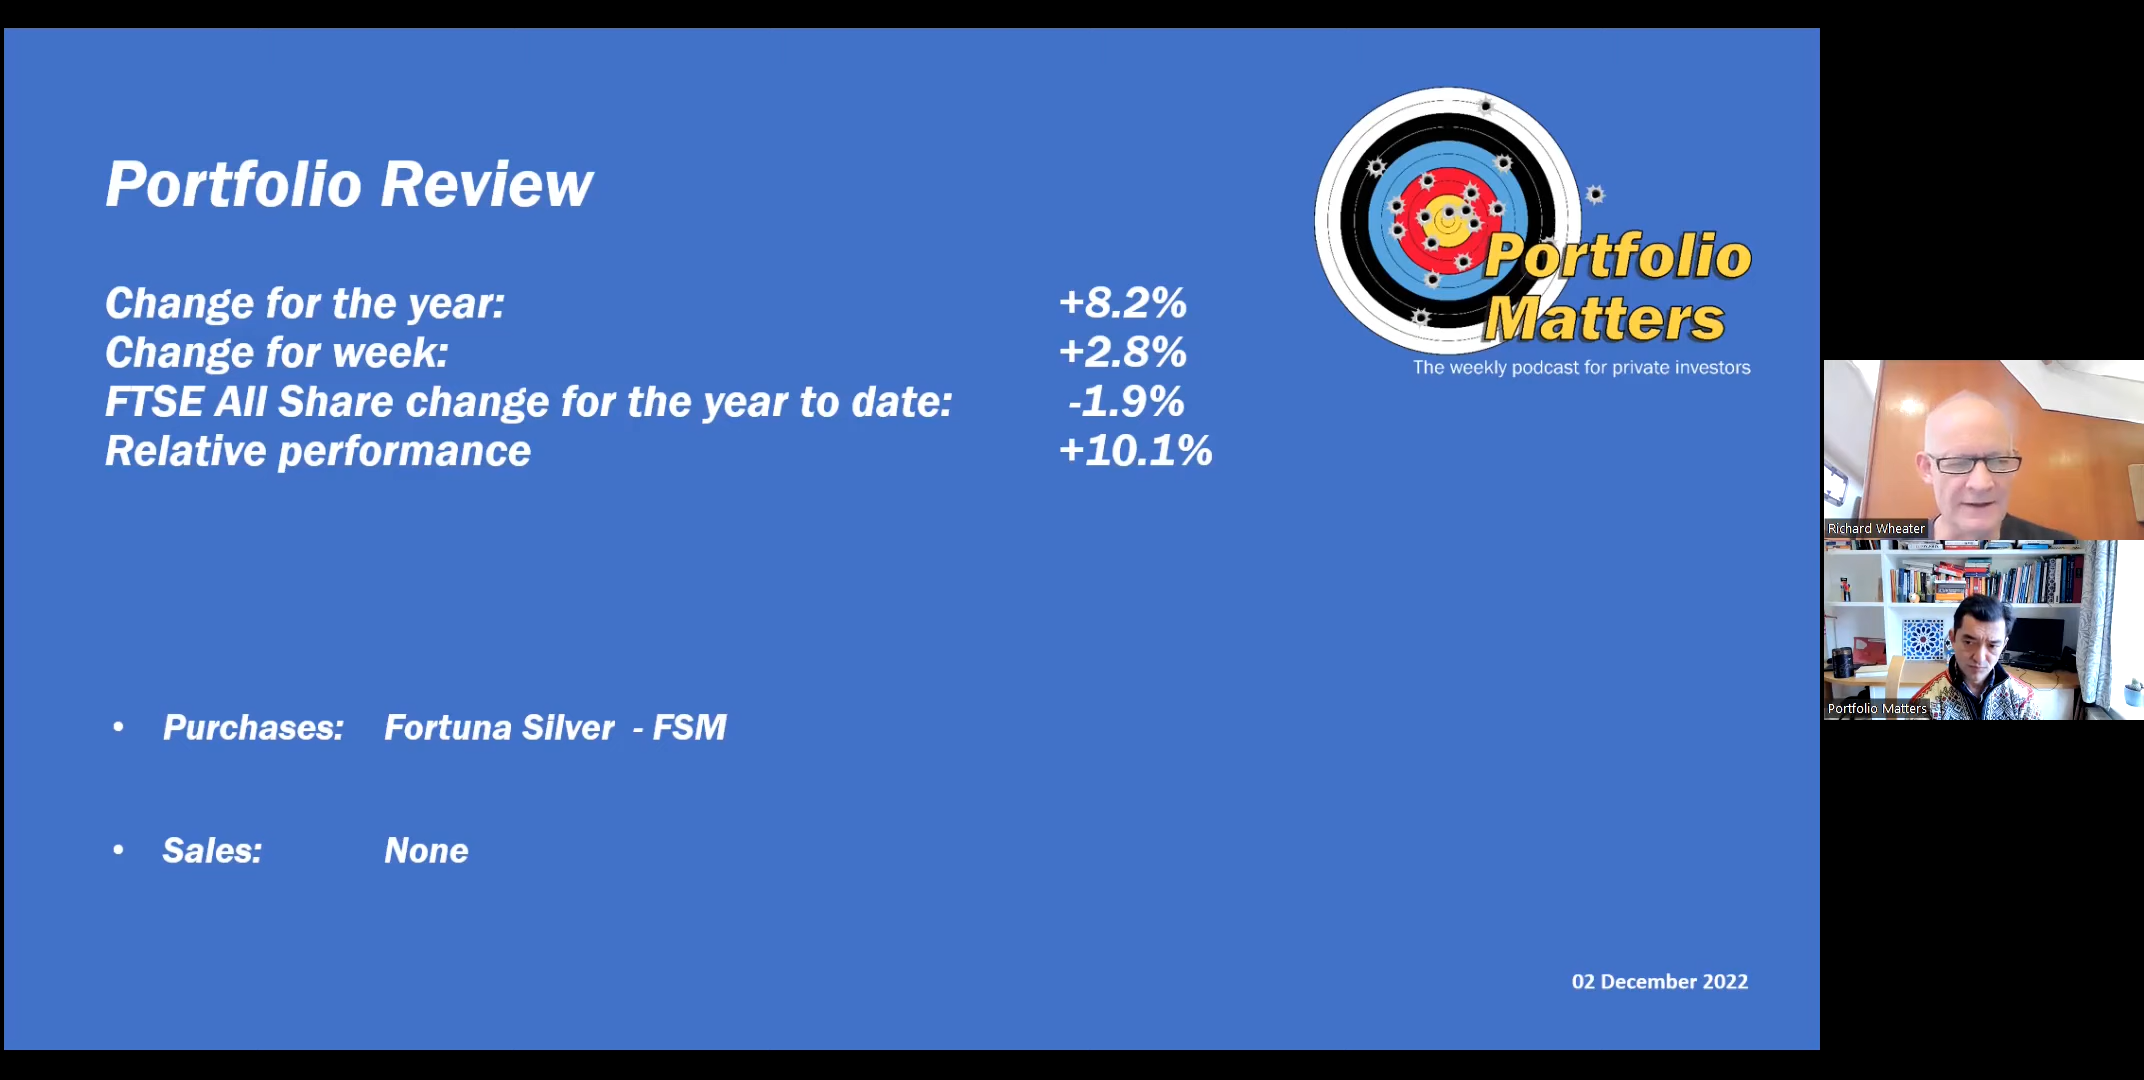 Portfolio Review
Change for the year: +8.2%
Change for week: +2.8%
FTSE All Share change for the year to date: -1.9%
Relative performance +10.1%
Portfolio
Matters
The weekly podcast for private investors
Richard Wheater
Portfolio Matters
• Purchases: Fortuna Silver - FSM
• Sales: None
02 December 2022